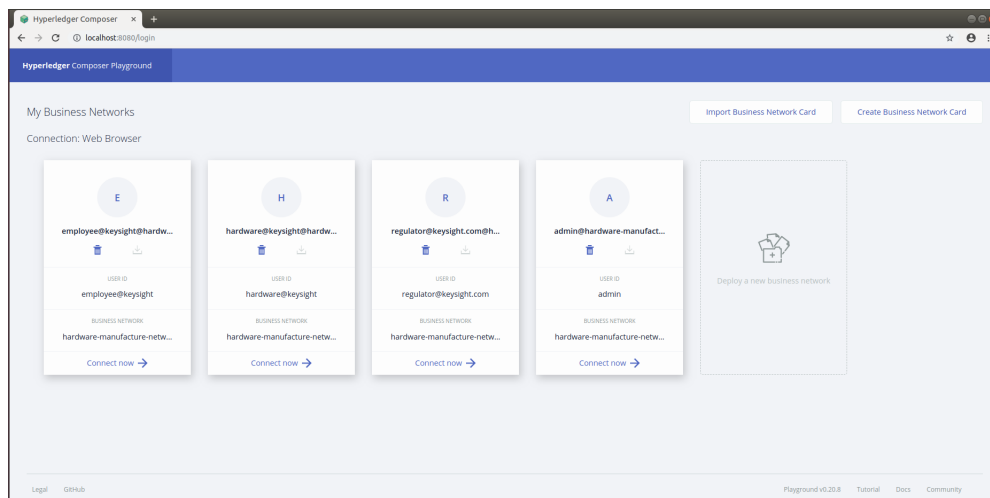 Hyperledger Composer
localhost:8080/login
Hyperledger Composer Playground
My Business Networks
Import Business Network Card
Create Business Network Card
Connection: Web Browser
E
employee@keysight@hardw...
USER ID
employee@keysight
BUSINESS NETWORK
hardware-manufacture-netw...
Connect now
H
hardware@keysight@hardw...
USER ID
hardware@keysight
BUSINESS NETWORK
hardware-manufacture-netw...
Connect now
R
regulator@keysight.com@h...
USER ID
regulator@keysight.com
BUSINESS NETWORK
hardware-manufacture-netw...
Connect now
A
admin@hardware-manufact...
USER ID
admin
BUSINESS NETWORK
hardware-manufacture-netw...
Connect now
Deploy a new business network
Legal
GitHub
Playground v0.20.8
Tutorial
Docs
Community